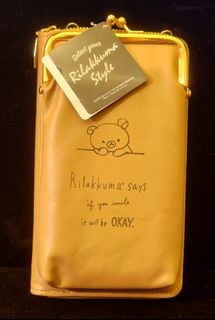 Select your
Rilakkuma
Style
Rilakkuma says
if you smile
it will be OKAY.